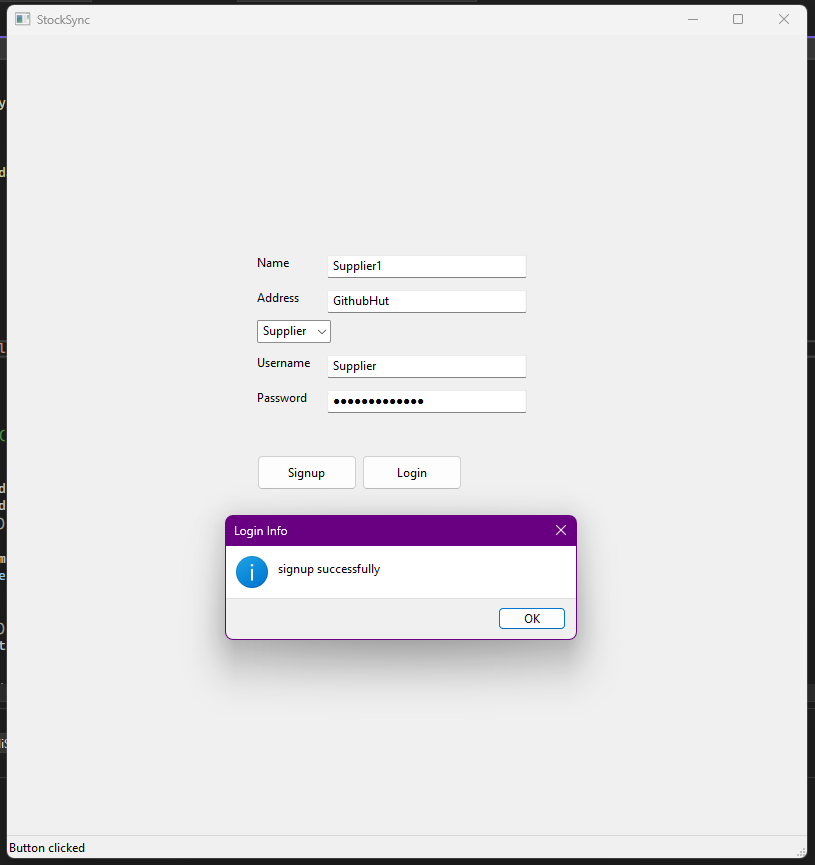 StockSync
Name
Supplier1
Address
GithubHut
Supplier
Username
Supplier
Password
●●●●●●●●●●●●●
Signup
Login
Login Info
signup successfully
OK
Button clicked